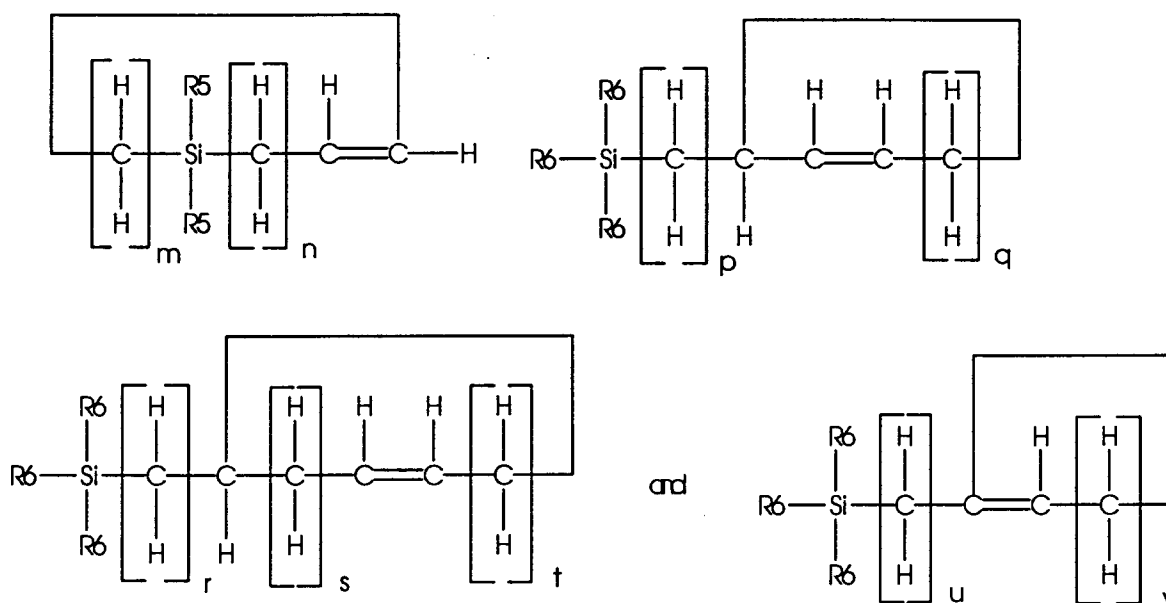 H R5 H H
C Si C C C H
H R5 H
m n
R6 H H H H
R6 Si C C C C C
R6 H H H
p q
R6 H H H H H
R6 Si C C C C C C
R6 H H H H
r s t
and
R6 H H H
R6 Si C C C C
R6 H H
u